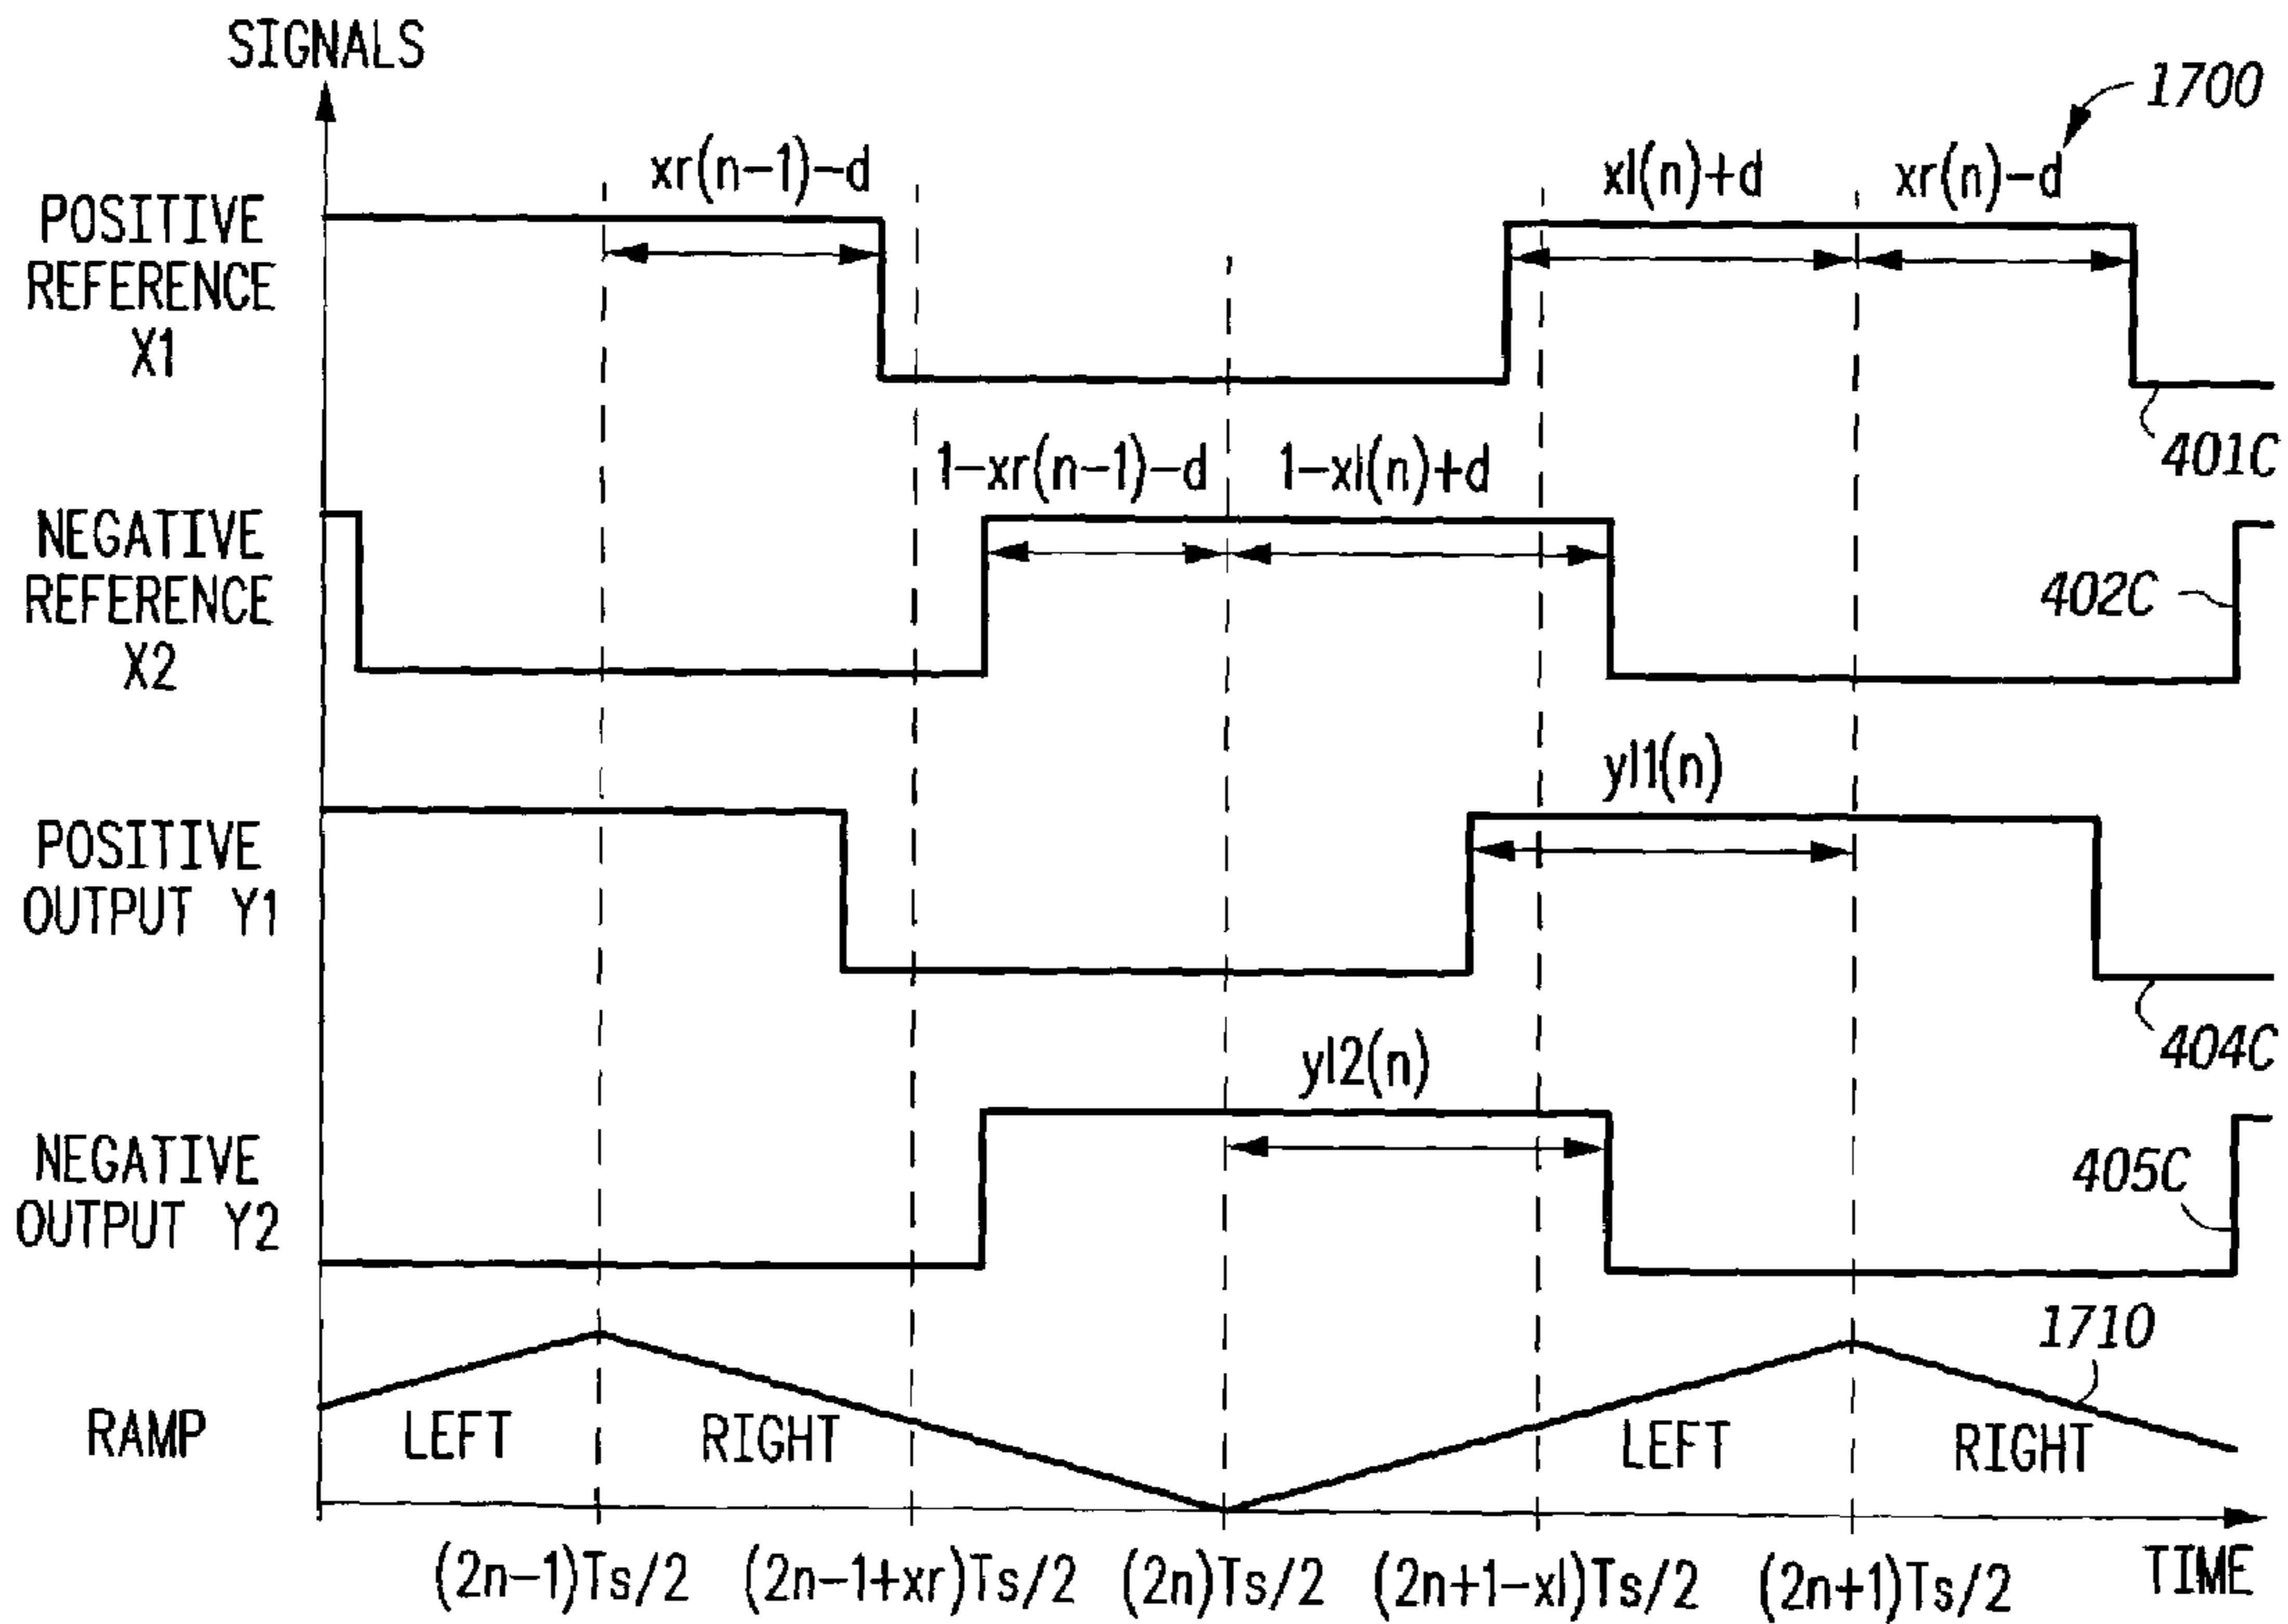 SIGNALS
1700
xr(n-1)-d
xl(n)+d
xr(n)-d
POSITIVE
REFERENCE
X1
401C
1-xr(n-1)-d
1-xl(n)+d
NEGATIVE
REFERENCE
X2
402C
yl1(n)
POSITIVE
OUTPUT Y1
404C
yl2(n)
NEGATIVE
OUTPUT Y2
405C
1710
RAMP
LEFT
RIGHT
LEFT
RIGHT
(2n-1)Ts/2
(2n-1+xr)Ts/2
(2n)Ts/2
(2n+1-xl)Ts/2
(2n+1)Ts/2
TIME